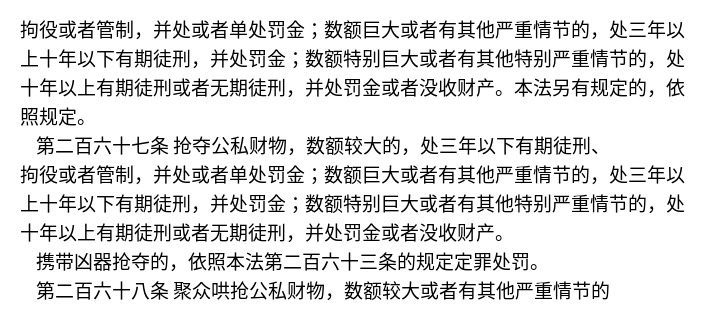 拘役或者管制，并处或者单处罚金；数额巨大或者有其他严重情节的，处三年以
上十年以下有期徒刑，并处罚金；数额特别巨大或者有其他特别严重情节的，处
十年以上有期徒刑或者无期徒刑，并处罚金或者没收财产。本法另有规定的，依
照规定。
第二百六十七条 抢夺公私财物，数额较大的，处三年以下有期徒刑、
拘役或者管制，并处或者单处罚金；数额巨大或者有其他严重情节的，处三年以
上十年以下有期徒刑，并处罚金；数额特别巨大或者有其他特别严重情节的，处
十年以上有期徒刑或者无期徒刑，并处罚金或者没收财产。
携带凶器抢夺的，依照本法第二百六十三条的规定定罪处罚。
第二百六十八条 聚众哄抢公私财物，数额较大或者有其他严重情节的